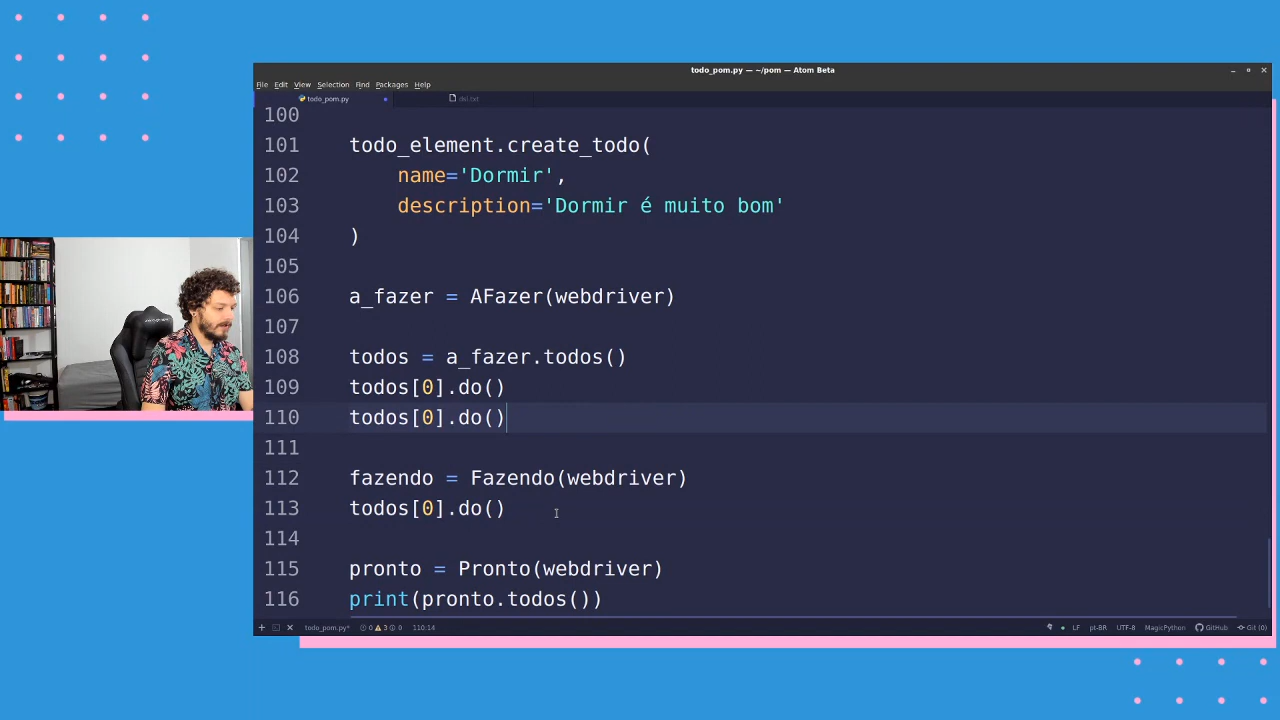 todo_pom.py — ~/pom — Atom Beta
File Edit View Selection Find Packages Help
todo_pom.py
100
101 todo_element.create_todo(
102 name='Dormir',
103 description='Dormir é muito bom'
104 )
105
106 a_fazer = AFazer(webdriver)
107
108 todos = a_fazer.todos()
109 todos[0].do()
110 todos[0].do()
111
112 fazendo = Fazendo(webdriver)
113 todos[0].do()
114
115 pronto = Pronto(webdriver)
116 print(pronto.todos())
todo_pom.py* 0 3 0 110:14 LF pt-BR UTF-8 MagicPython GitHub Git (0)